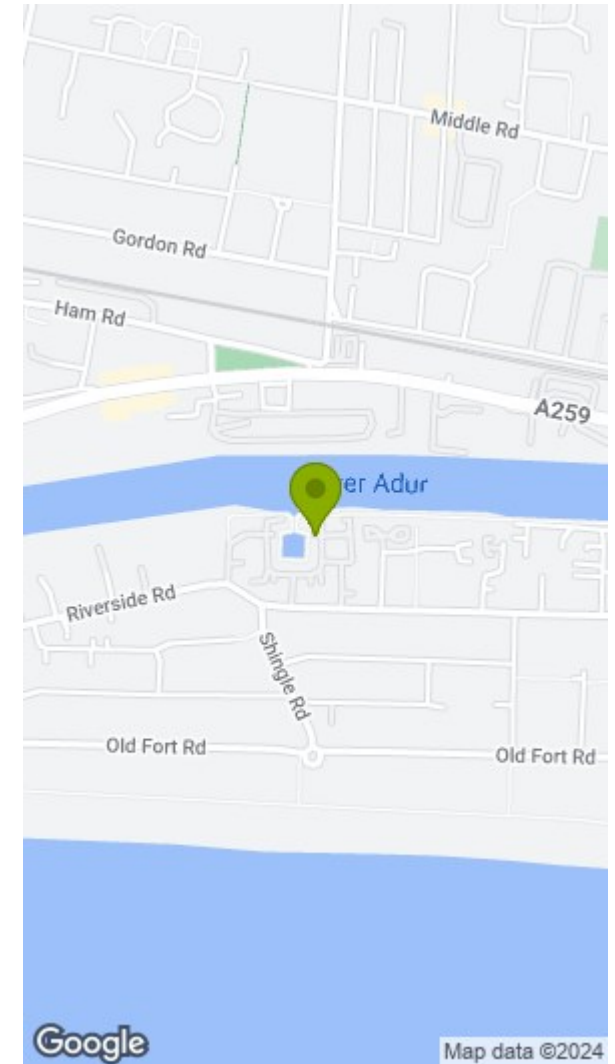 Middle Rd
Gordon Rd
Ham Rd
A259
er Adur
Riverside Rd
Shingle Rd
Old Fort Rd
Old Fort Rd
Google
Map data ©2024